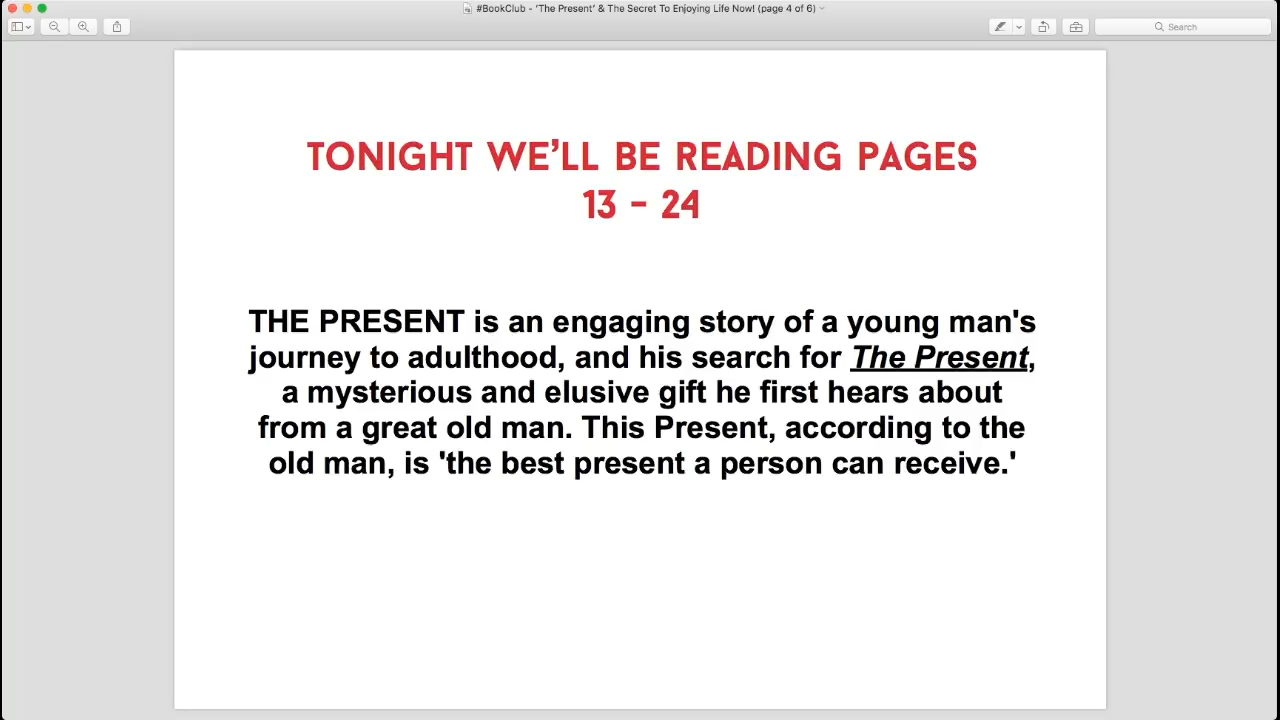 #BookClub - 'The Present' & The Secret To Enjoying Life Now! (page 4 of 6)
Search
TONIGHT WE'LL BE READING PAGES
13 - 24
THE PRESENT is an engaging story of a young man's
journey to adulthood, and his search for The Present,
a mysterious and elusive gift he first hears about
from a great old man. This Present, according to the
old man, is 'the best present a person can receive.'